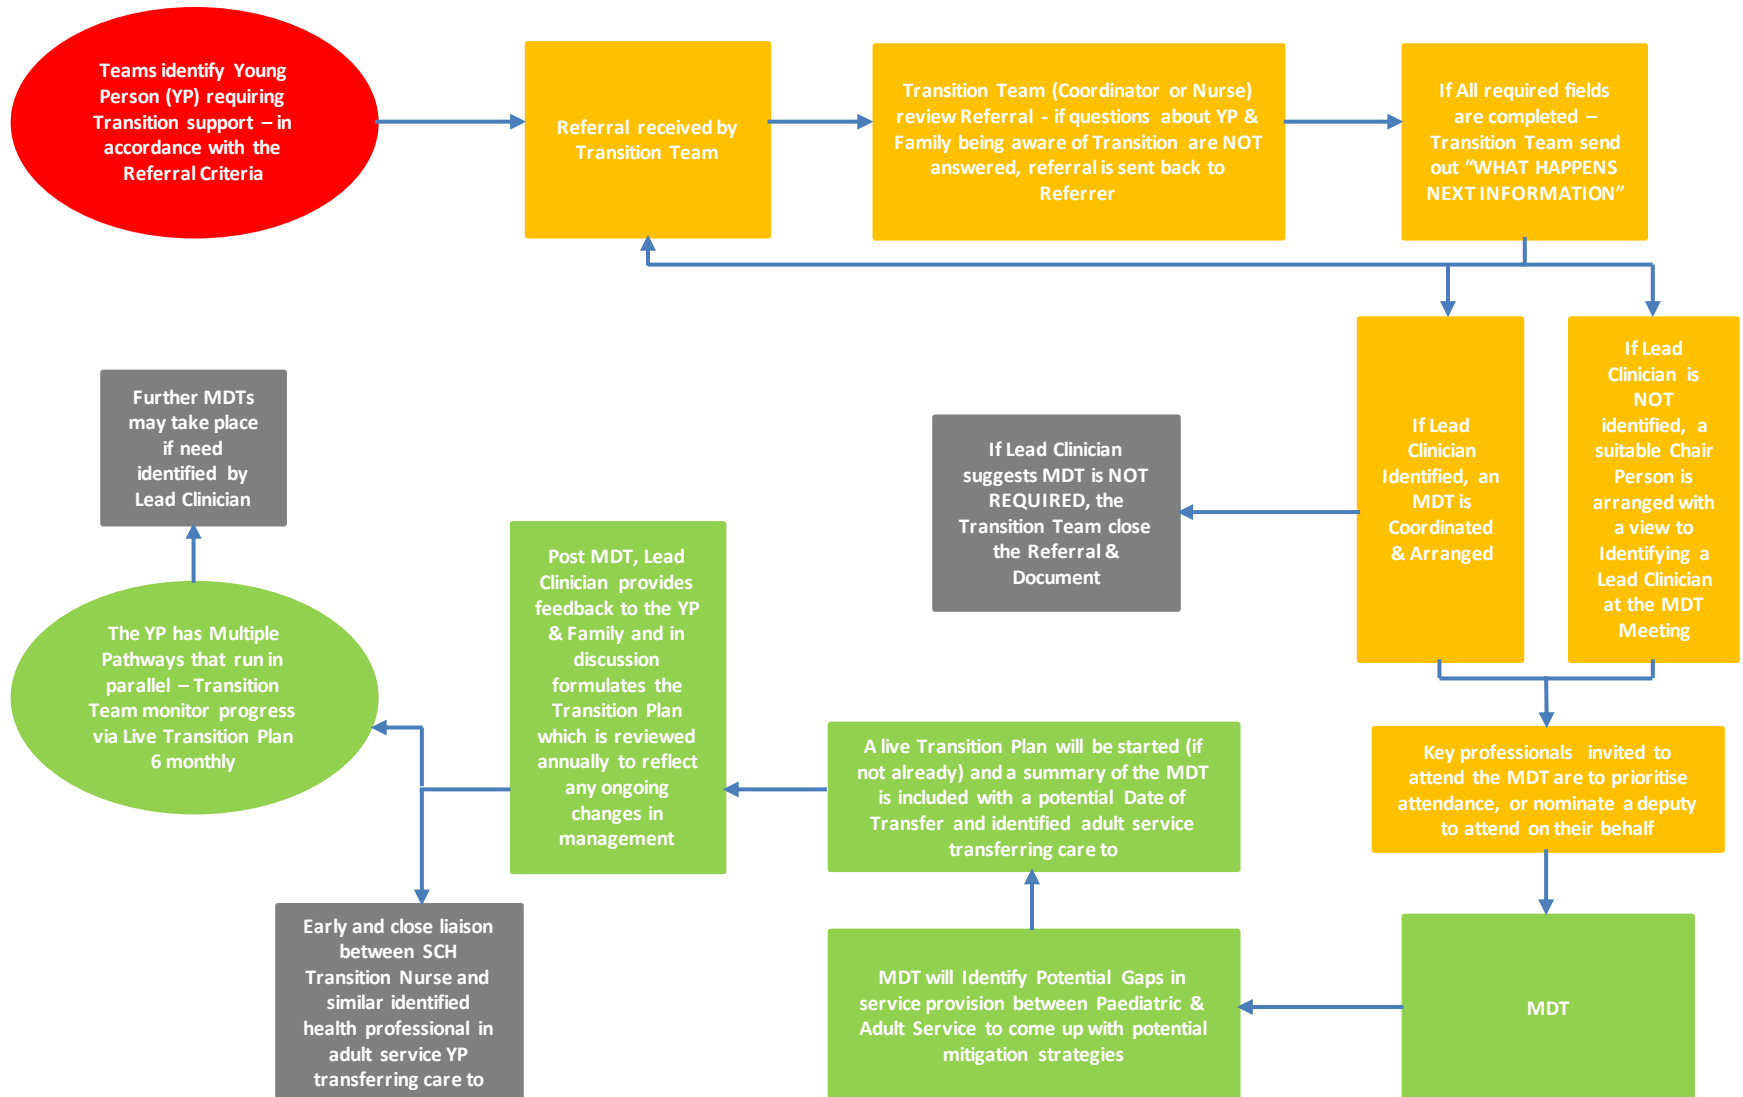 Teams identify Young
Person (YP) requiring
Transition support – in
accordance with the
Referral Criteria
Referral received by
Transition Team
Transition Team (Coordinator or Nurse)
review Referral - if questions about YP &
Family being aware of Transition are NOT
answered, referral is sent back to
Referrer
If All required fields
are completed –
Transition Team send
out “WHAT HAPPENS
NEXT INFORMATION”
If Lead
Clinician is
NOT
identified, a
suitable Chair
Person is
arranged with
a view to
Identifying a
Lead Clinician
at the MDT
Meeting
If Lead
Clinician
Identified, an
MDT is
Coordinated
& Arranged
If Lead Clinician
suggests MDT is NOT
REQUIRED, the
Transition Team close
the Referral &
Document
Key professionals invited to
attend the MDT are to prioritise
attendance, or nominate a deputy
to attend on their behalf
MDT
MDT will Identify Potential Gaps in
service provision between Paediatric &
Adult Service to come up with potential
mitigation strategies
A live Transition Plan will be started (if
not already) and a summary of the MDT
is included with a potential Date of
Transfer and identified adult service
transferring care to
Post MDT, Lead
Clinician provides
feedback to the YP
& Family and in
discussion
formulates the
Transition Plan
which is reviewed
annually to reflect
any ongoing
changes in
management
The YP has Multiple
Pathways that run in
parallel – Transition
Team monitor progress
via Live Transition Plan
6 monthly
Further MDTs
may take place
if need
identified by
Lead Clinician
Early and close liaison
between SCH
Transition Nurse and
similar identified
health professional in
adult service YP
transferring care to